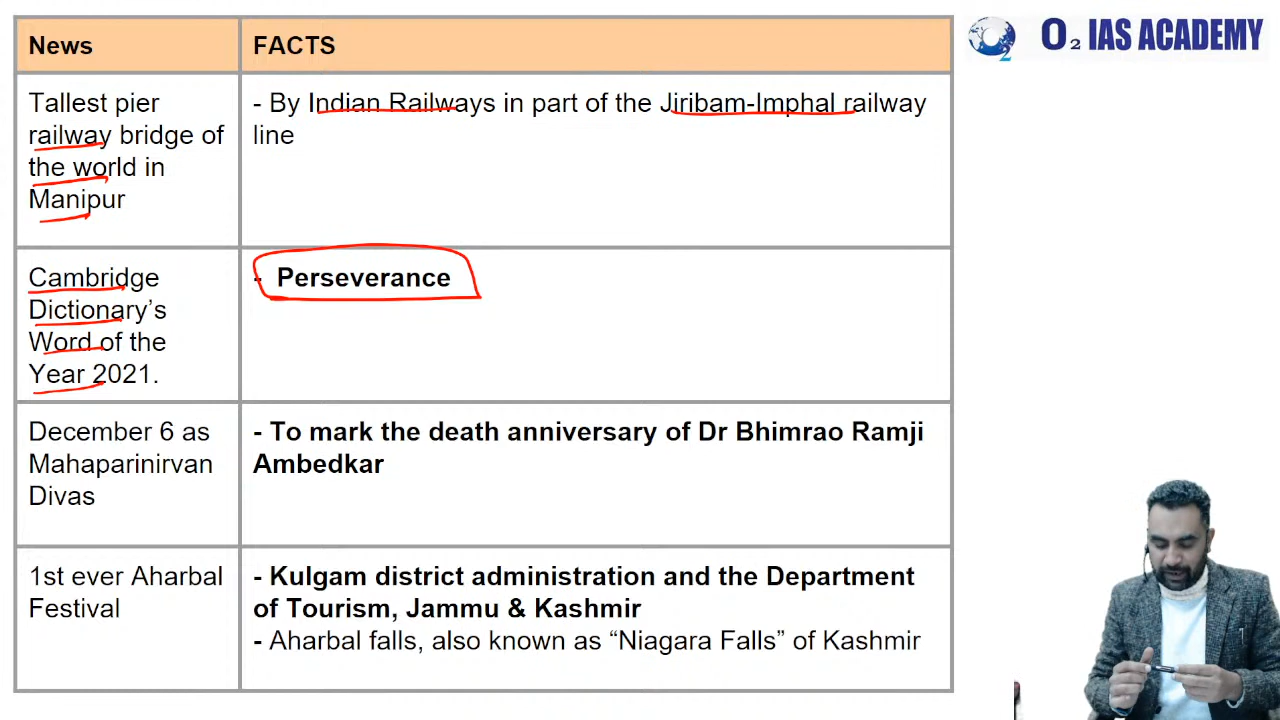 News
FACTS
O2 IAS ACADEMY
Tallest pier
railway bridge of
the world in
Manipur
- By Indian Railways in part of the Jiribam-Imphal railway
line
Cambridge
Dictionary’s
Word of the
Year 2021.
- Perseverance
December 6 as
Mahaparinirvan
Divas
- To mark the death anniversary of Dr Bhimrao Ramji
Ambedkar
1st ever Aharbal
Festival
- Kulgam district administration and the Department
of Tourism, Jammu & Kashmir
- Aharbal falls, also known as “Niagara Falls” of Kashmir